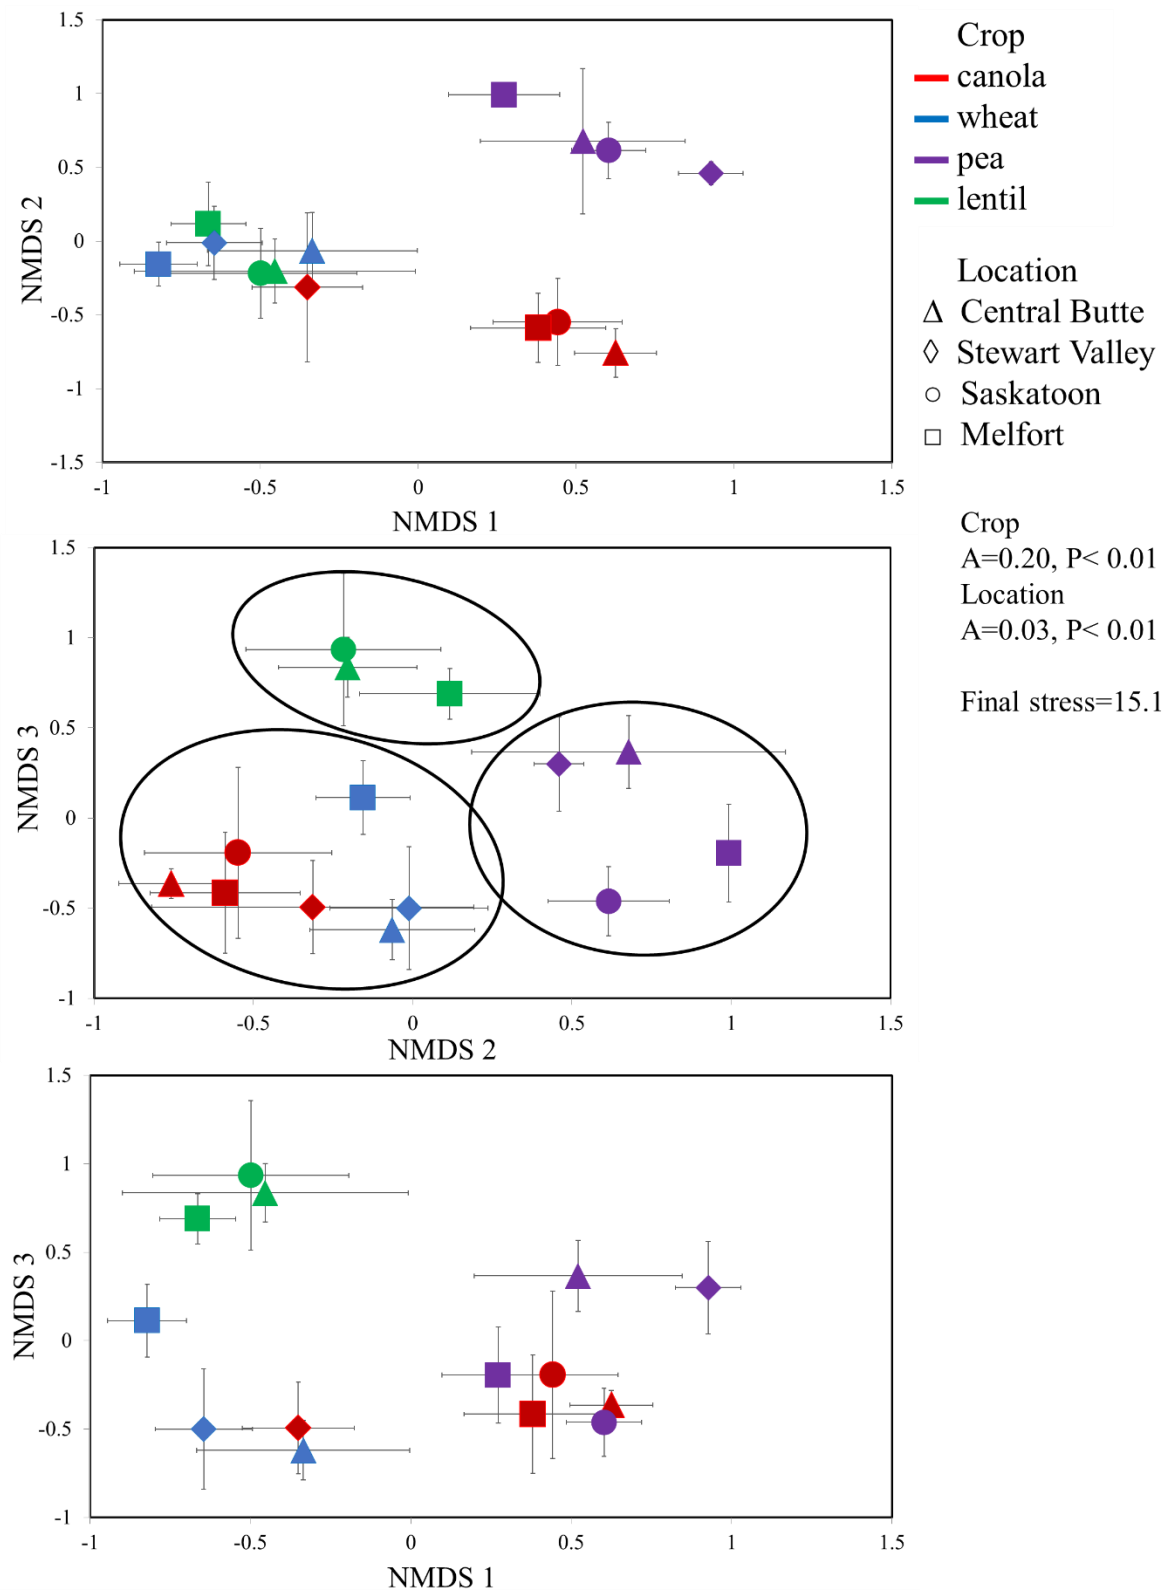 1.5
1
0.5
0
-0.5
-1
-1.5
NMDS 2
-1
-0.5
0
0.5
1
1.5
NMDS 1
Crop
canola
wheat
pea
lentil
Location
Central Butte
Stewart Valley
Saskatoon
Melfort
Crop
A=0.20, P< 0.01
Location
A=0.03, P< 0.01
Final stress=15.1
1.5
1
0.5
0
-0.5
-1
NMDS 3
-1
-0.5
0
0.5
1
1.5
NMDS 2
1.5
1
0.5
0
-0.5
-1
NMDS 3
-1
-0.5
0
0.5
1
1.5
NMDS 1